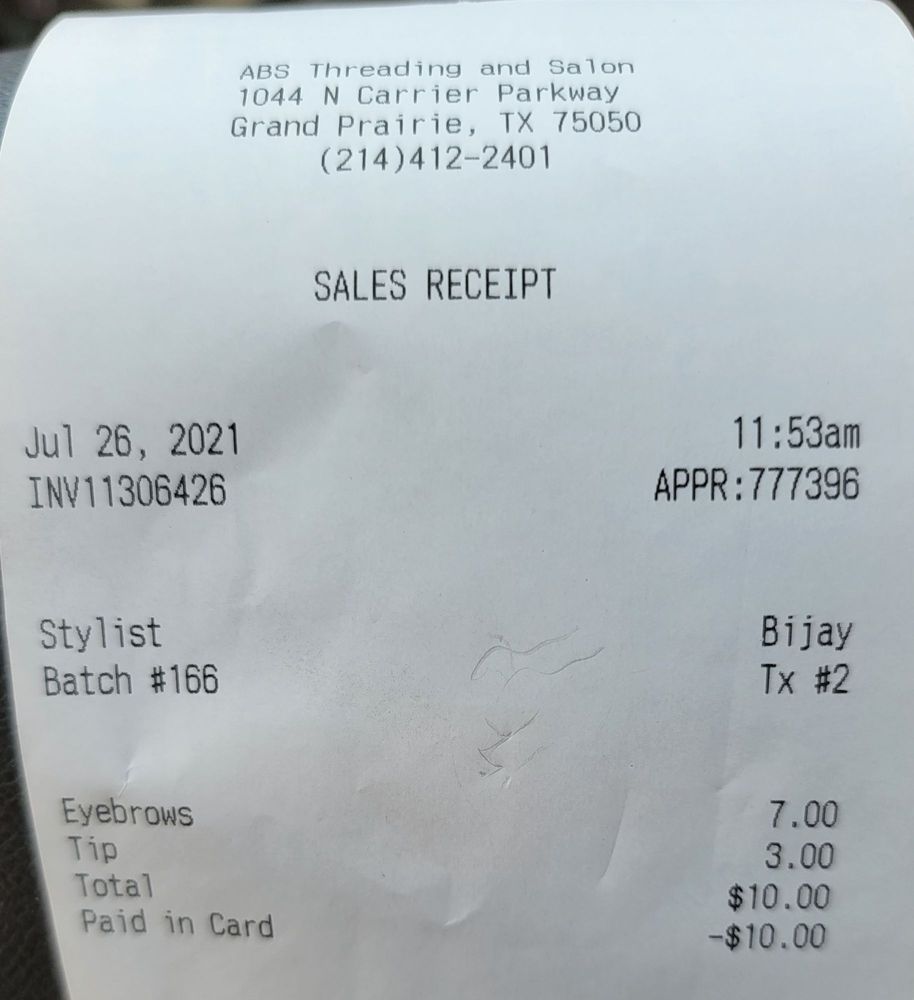 ABS Threading and Salon
1044 N Carrier Parkway
Grand Prairie, TX 75050
(214)412-2401
SALES RECEIPT
Jul 26, 2021 11:53am
INV11306426 APPR:777396
Stylist Bijay
Batch #166 Tx #2
Eyebrows 7.00
Tip 3.00
Total $10.00
Paid in Card -$10.00